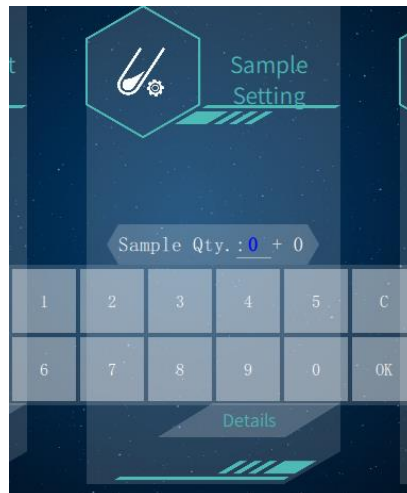 Sample
Setting
Sample Qty.:0 + 0
1 2 3 4 5 C
6 7 8 9 0 OK
Details